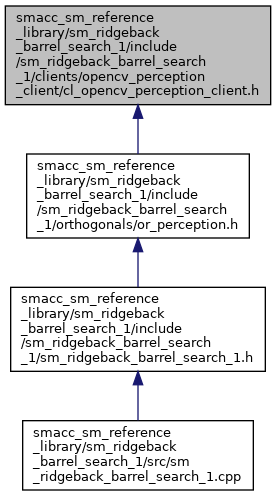 smacc_sm_reference
_library/sm_ridgeback
_barrel_search_1/include
/sm_ridgeback_barrel_search
_1/clients/opencv_perception
_client/cl_opencv_perception_client.h
smacc_sm_reference
_library/sm_ridgeback
_barrel_search_1/include
/sm_ridgeback_barrel_search
_1/orthogonals/or_perception.h
smacc_sm_reference
_library/sm_ridgeback
_barrel_search_1/include
/sm_ridgeback_barrel_search
_1/sm_ridgeback_barrel_search_1.h
smacc_sm_reference
_library/sm_ridgeback
_barrel_search_1/src/sm
_ridgeback_barrel_search_1.cpp